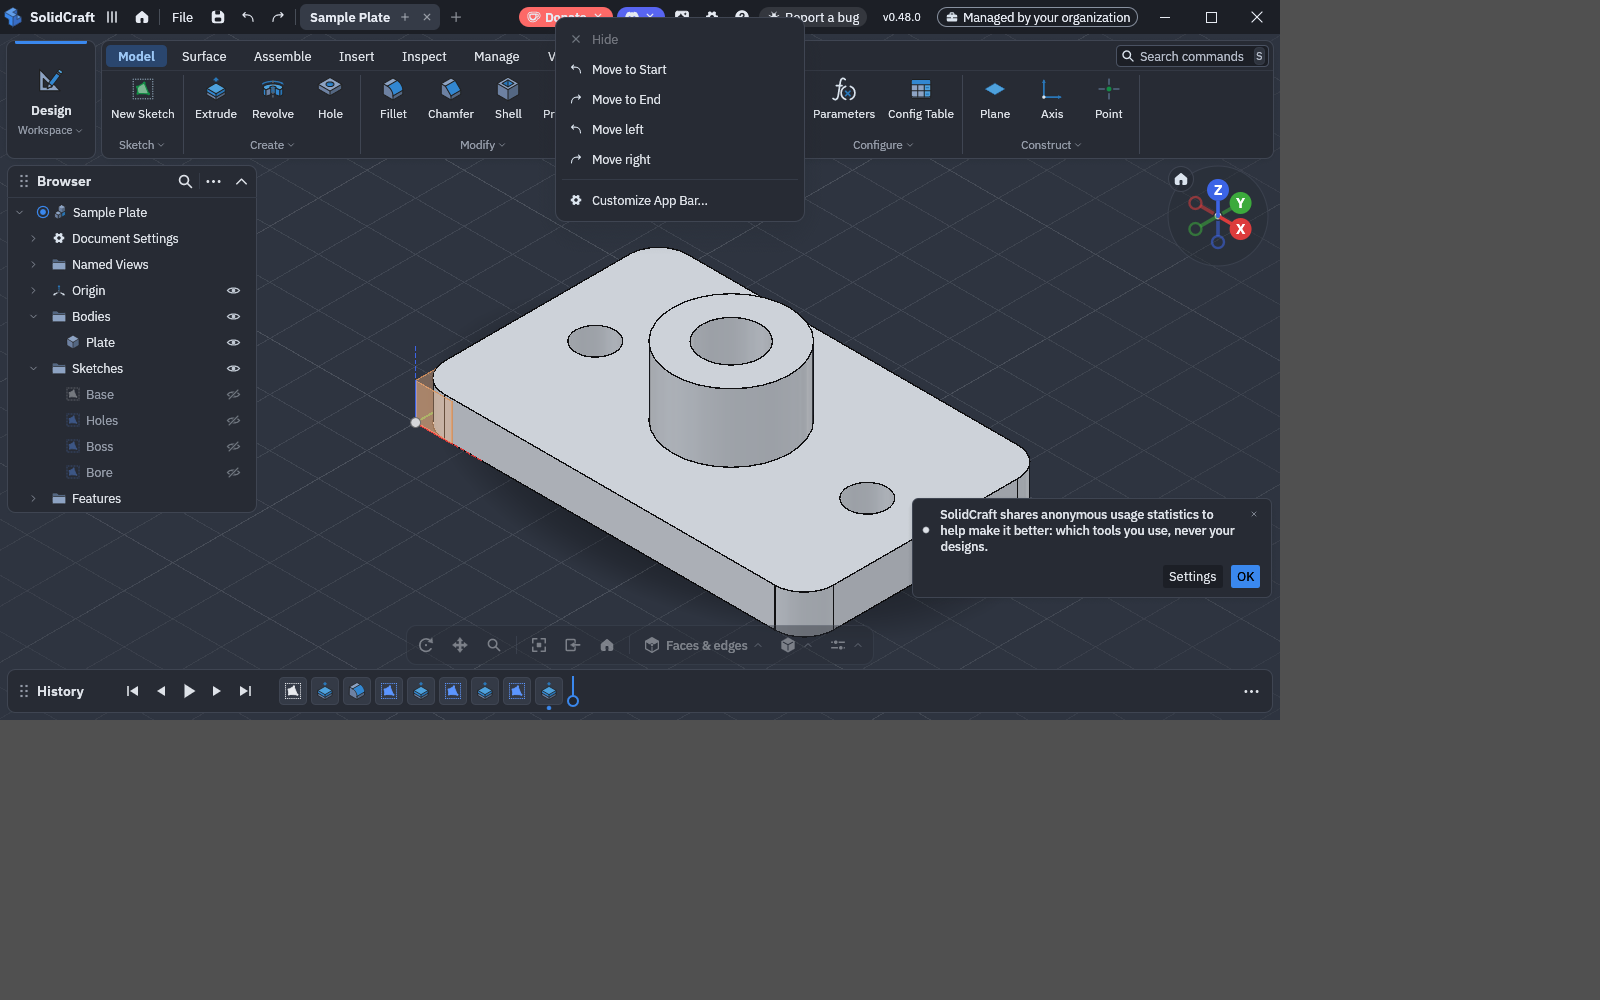 SolidCraft
File
Sample Plate
Donate
Report a bug
v0.48.0
Managed by your organization
Design
Workspace
Model
Surface
Assemble
Insert
Inspect
Manage
V
Search commands
S
New Sketch
Extrude
Revolve
Hole
Fillet
Chamfer
Shell
Pr
Parameters
Config Table
Plane
Axis
Point
Sketch
Create
Modify
Configure
Construct
Hide
Move to Start
Move to End
Move left
Move right
Customize App Bar...
Browser
Sample Plate
Document Settings
Named Views
Origin
Bodies
Plate
Sketches
Base
Holes
Boss
Bore
Features
Z
Y
X
SolidCraft shares anonymous usage statistics to
help make it better: which tools you use, never your
designs.
Settings
OK
Faces & edges
History